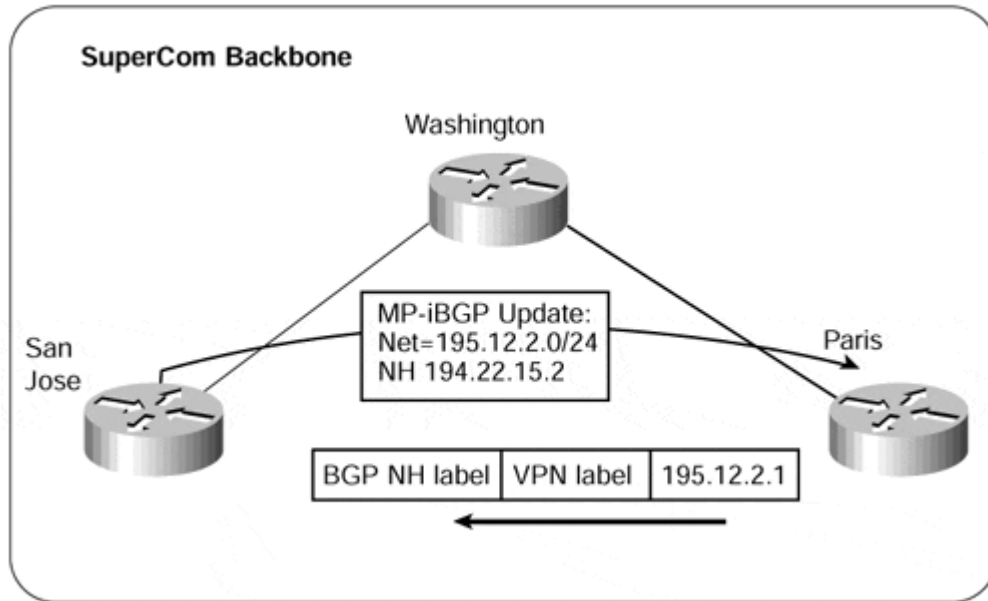 SuperCom Backbone
Washington
MP-iBGP Update:
Net=195.12.2.0/24
NH 194.22.15.2
San
Jose
Paris
BGP NH label VPN label 195.12.2.1